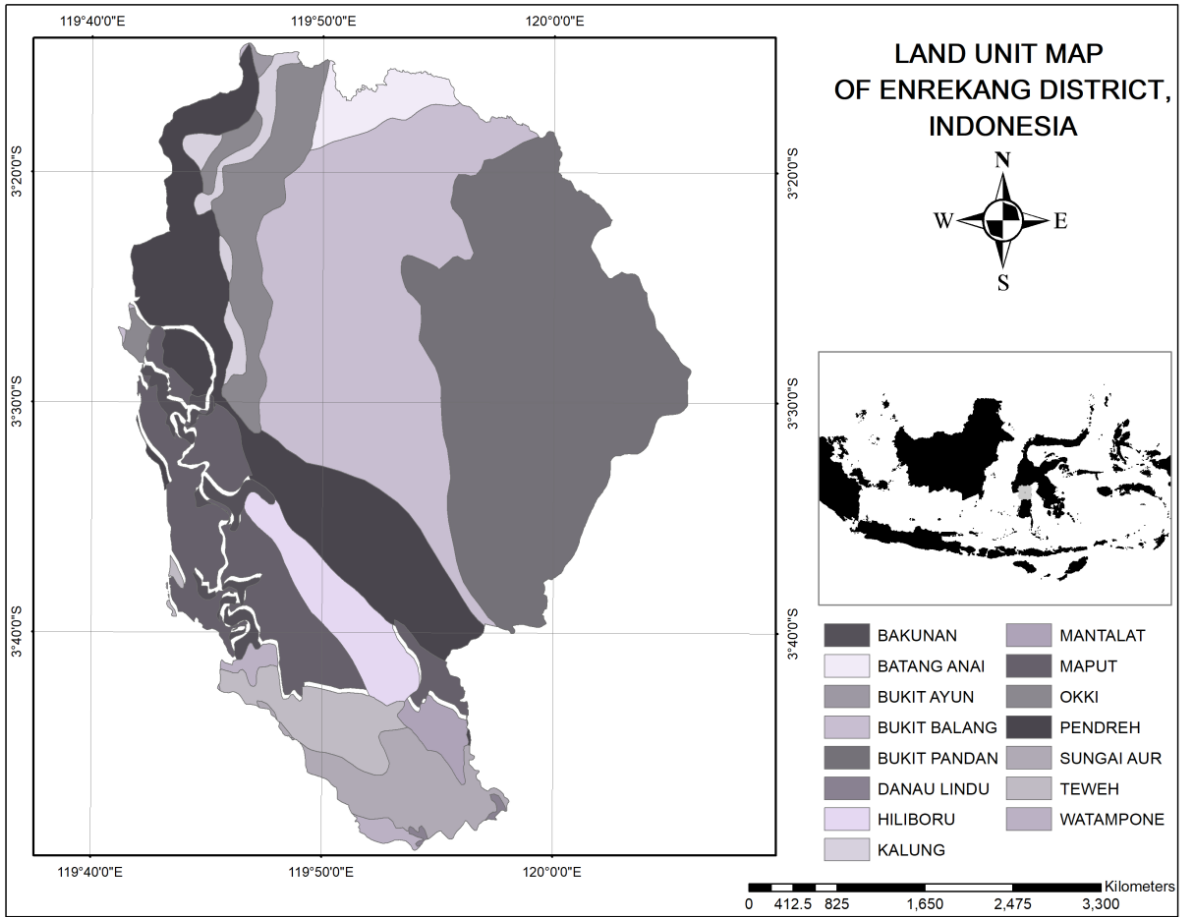 119°40'0"E
119°50'0"E
120°0'0"E
LAND UNIT MAP
OF ENREKANG DISTRICT,
INDONESIA
N
W
E
S
3°20'0"S
3°20'0"S
3°30'0"S
3°30'0"S
3°40'0"S
3°40'0"S
119°40'0"E
119°50'0"E
120°0'0"E
BAKUNAN
BATANG ANAI
BUKIT AYUN
BUKIT BALANG
BUKIT PANDAN
DANAU LINDU
HILIBORU
KALUNG
MANTALAT
MAPUT
OKKI
PENDREH
SUNGAI AUR
TEWEH
WATAMPONE
Kilometers
0 412.5 825 1,650 2,475 3,300